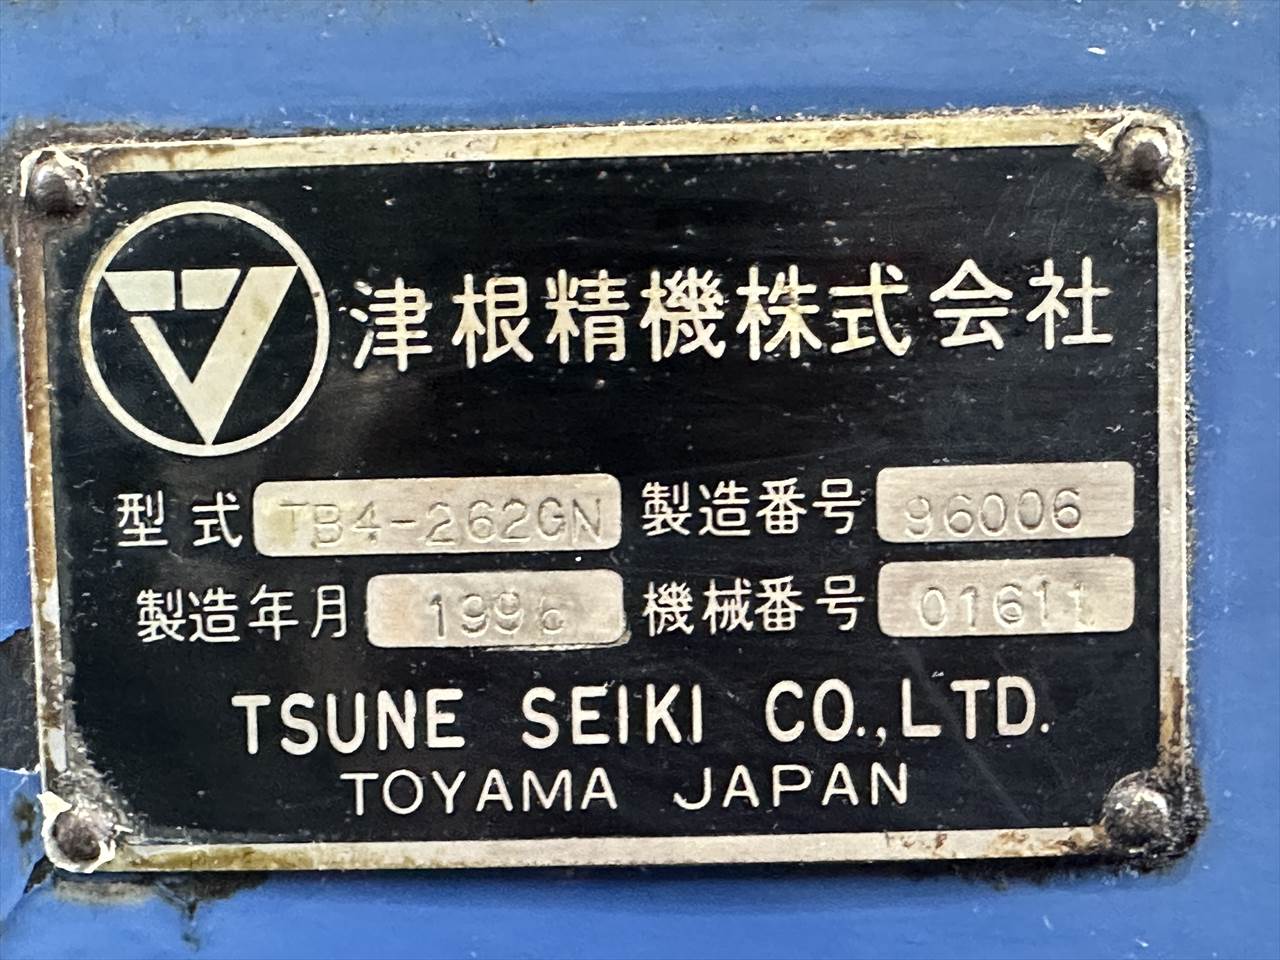 津根精機株式会社
型式 TB4-262GN 製造番号 96006
製造年月 1996 機械番号 01611
TSUNE SEIKI CO.,LTD.
TOYAMA JAPAN